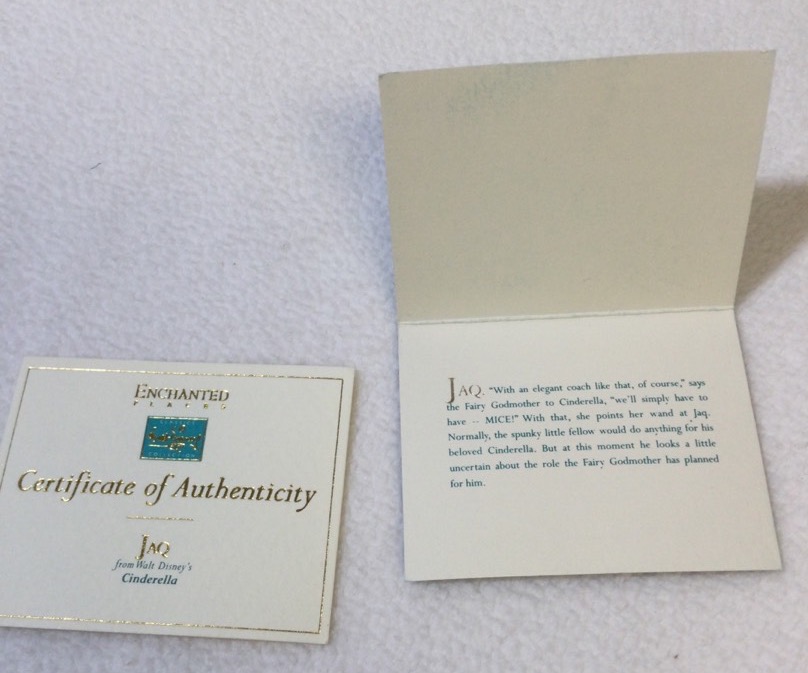 ENCHANTED
PLACES
Certificate of Authenticity
JAQ
from Walt Disney's
Cinderella
JAQ. “With an elegant coach like that, of course,” says
the Fairy Godmother to Cinderella, “we’ll simply have to
have -- MICE!” With that, she points her wand at Jaq.
Normally, the spunky little fellow would do anything for his
beloved Cinderella. But at this moment he looks a little
uncertain about the role the Fairy Godmother has planned
for him.